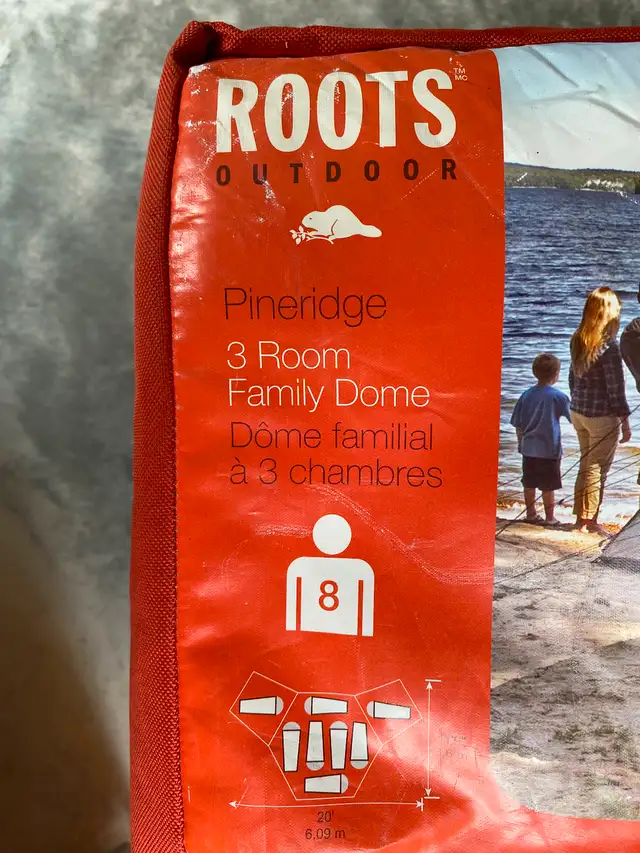 ROOTS
TM
MC
OUTDOOR
Pineridge
3 Room
Family Dome
Dôme familial
à 3 chambres
8
20'
6,09 m